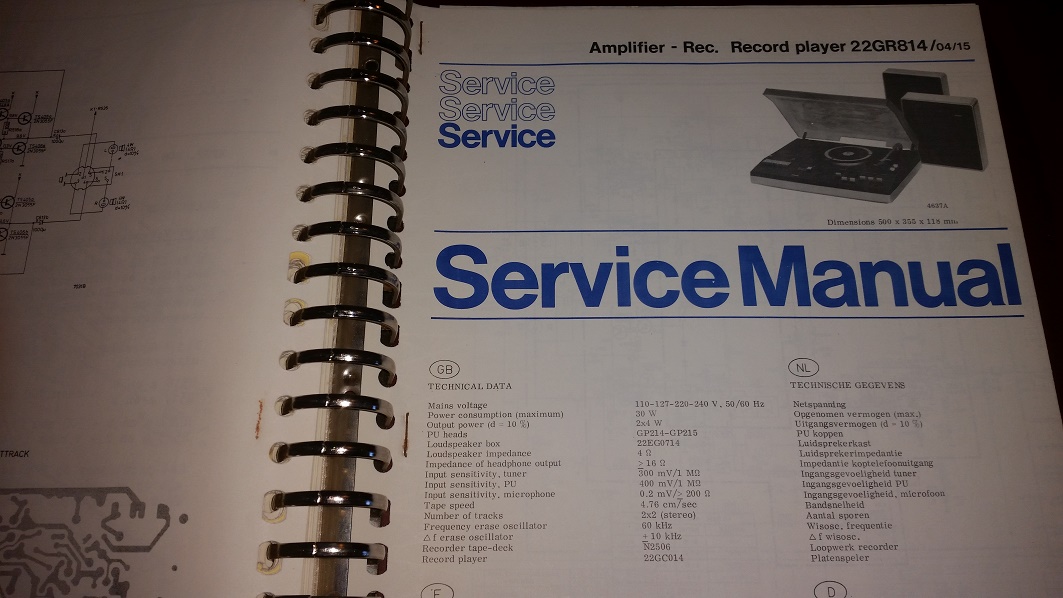 TTRACK
Amplifier - Rec. Record player 22GR814/04/15
Service
Service
Service
4627A
Dimensions 500 x 355 x 118 mm.
Service Manual
GB
TECHNICAL DATA
Mains voltage 110-127-220-240 V, 50/60 Hz
Power consumption (maximum) 30 W
Output power (d = 10 %) 2x4 W
PU heads GP214-GP215
Loudspeaker box 22EG0714
Loudspeaker impedance 4 Ω
Impedance of headphone output ≥ 16 Ω
Input sensitivity, tuner 300 mV/1 MΩ
Input sensitivity, PU 400 mV/1 MΩ
Input sensitivity, microphone 0.2 mV/≥ 200 Ω
Tape speed 4.76 cm/sec
Number of tracks 2x2 (stereo)
Frequency erase oscillator 60 kHz
△f erase oscillator ± 10 kHz
Recorder tape-deck N2506
Record player 22GC014
NL
TECHNISCHE GEGEVENS
Netspanning
Opgenomen vermogen (max.)
Uitgangsvermogen (d = 10 %)
PU koppen
Luidsprekerkast
Luidsprekerimpedantie
Impedantie koptelefoonuitgang
Ingangsgevoeligheid tuner
Ingangsgevoeligheid PU
Ingangsgevoeligheid, microfoon
Bandsnelheid
Aantal sporen
Wisosc. frequentie
△f wisosc.
Loopwerk recorder
Platenspeler
F
D